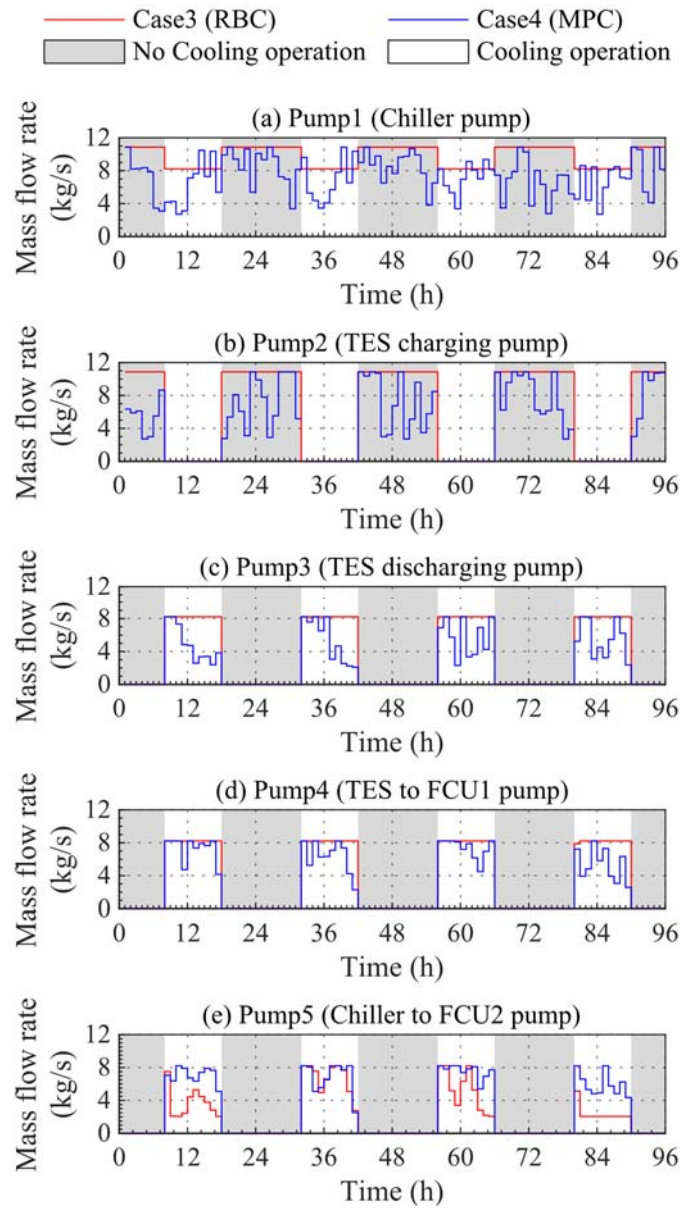 Case3 (RBC) Case4 (MPC)
No Cooling operation Cooling operation
(a) Pump1 (Chiller pump)
Mass flow rate
(kg/s)
12
8
4
0
0 12 24 36 48 60 72 84 96
Time (h)
(b) Pump2 (TES charging pump)
Mass flow rate
(kg/s)
12
8
4
0
0 12 24 36 48 60 72 84 96
Time (h)
(c) Pump3 (TES discharging pump)
Mass flow rate
(kg/s)
12
8
4
0
0 12 24 36 48 60 72 84 96
Time (h)
(d) Pump4 (TES to FCU1 pump)
Mass flow rate
(kg/s)
12
8
4
0
0 12 24 36 48 60 72 84 96
Time (h)
(e) Pump5 (Chiller to FCU2 pump)
Mass flow rate
(kg/s)
12
8
4
0
0 12 24 36 48 60 72 84 96
Time (h)